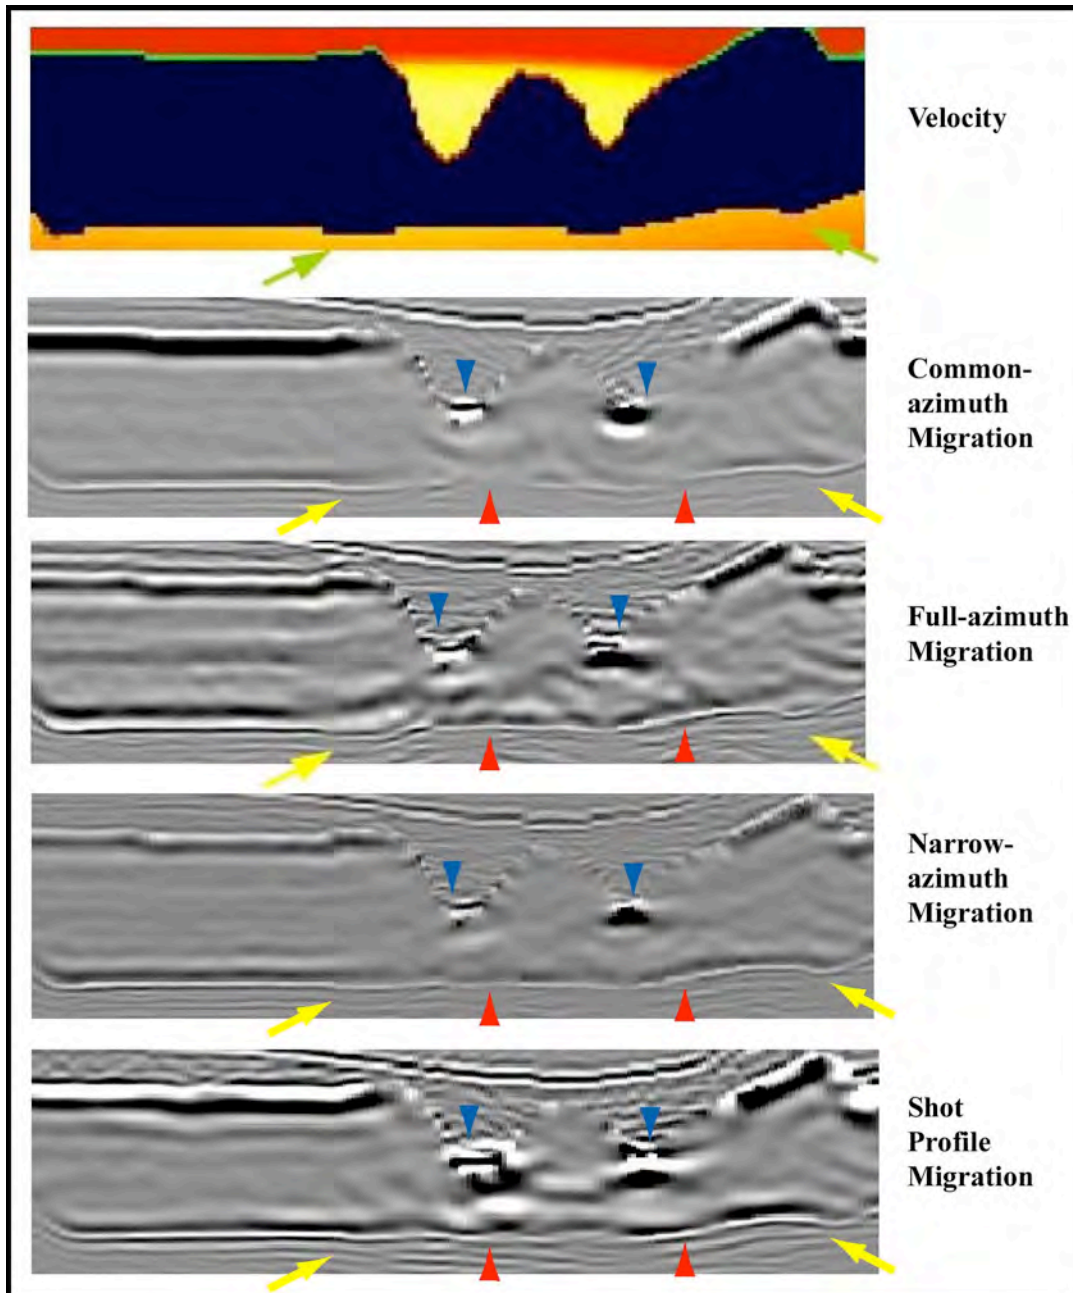 Velocity
Common-
azimuth
Migration
Full-azimuth
Migration
Narrow-
azimuth
Migration
Shot
Profile
Migration